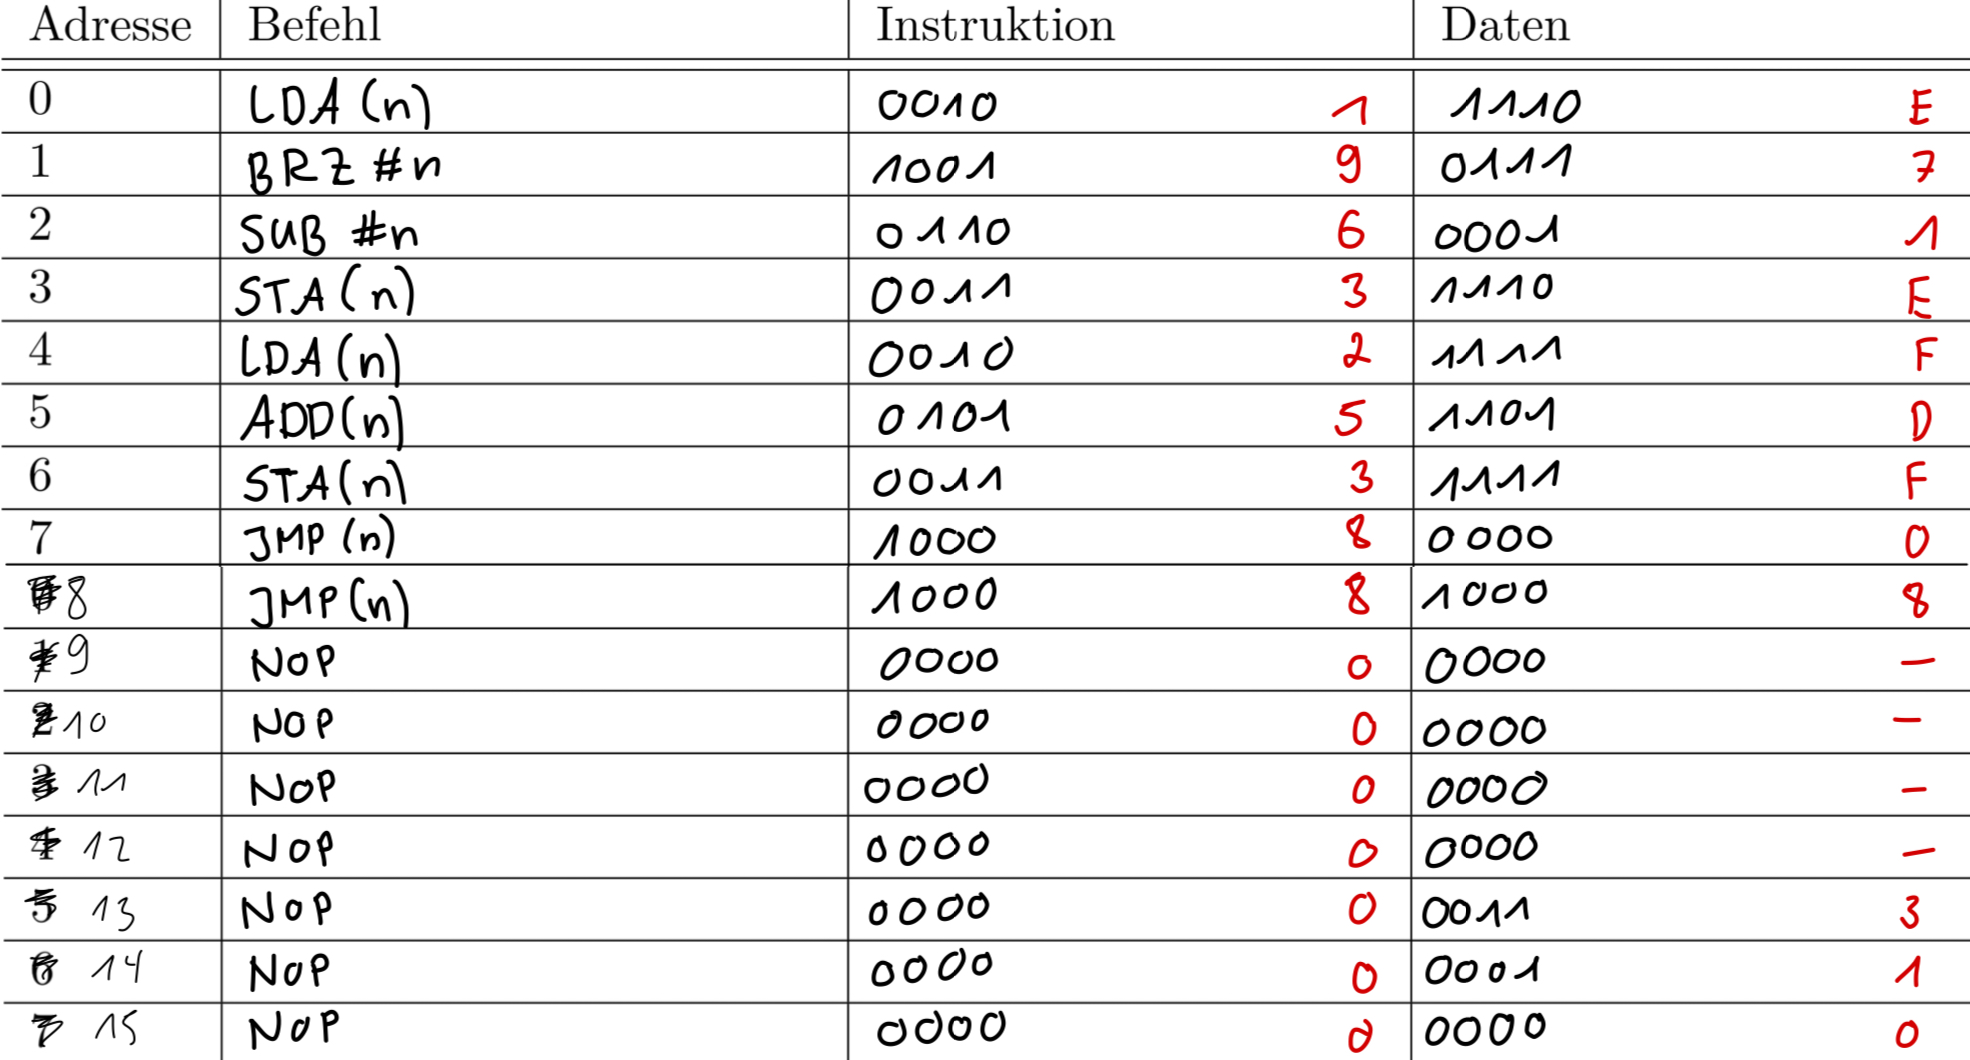 Adresse Befehl Instruktion Daten
0 LDA (n) 0010 1 1110 E
1 BRZ #n 1001 9 0111 7
2 SUB #n 0110 6 0001 1
3 STA (n) 0011 3 1110 E
4 LDA (n) 0010 2 1111 F
5 ADD (n) 0101 5 1101 D
6 STA (n) 0011 3 1111 F
7 JMP (n) 1000 8 0000 0
8 JMP (n) 1000 8 1000 8
9 NOP 0000 0 0000 –
10 NOP 0000 0 0000 –
11 NOP 0000 0 0000 –
12 NOP 0000 0 0000 –
13 NOP 0000 0 0011 3
14 NOP 0000 0 0001 1
15 NOP 0000 0 0000 0